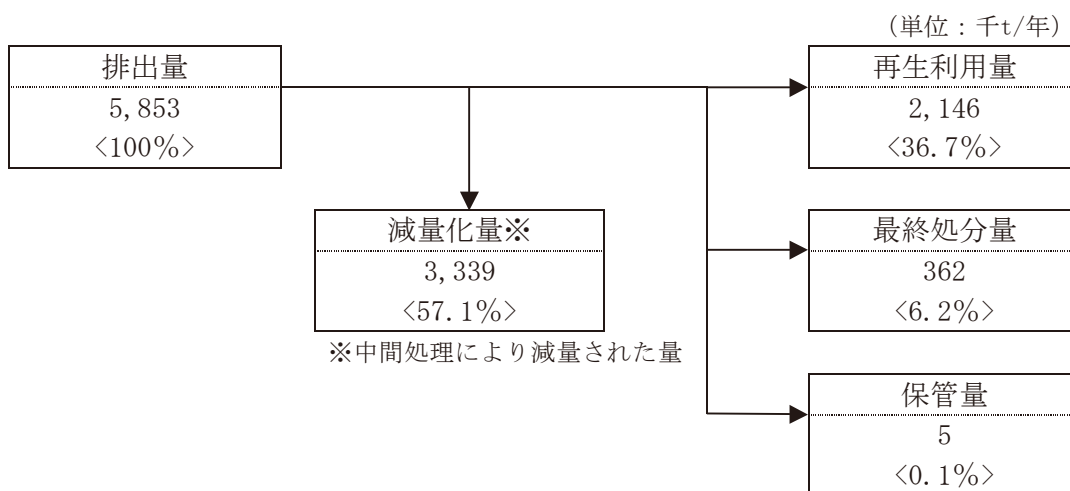 （単位：千t/年）
排出量
5,853
<100%>
再生利用量
2,146
<36.7%>
減量化量※
3,339
<57.1%>
※中間処理により減量された量
最終処分量
362
<6.2%>
保管量
5
<0.1%>